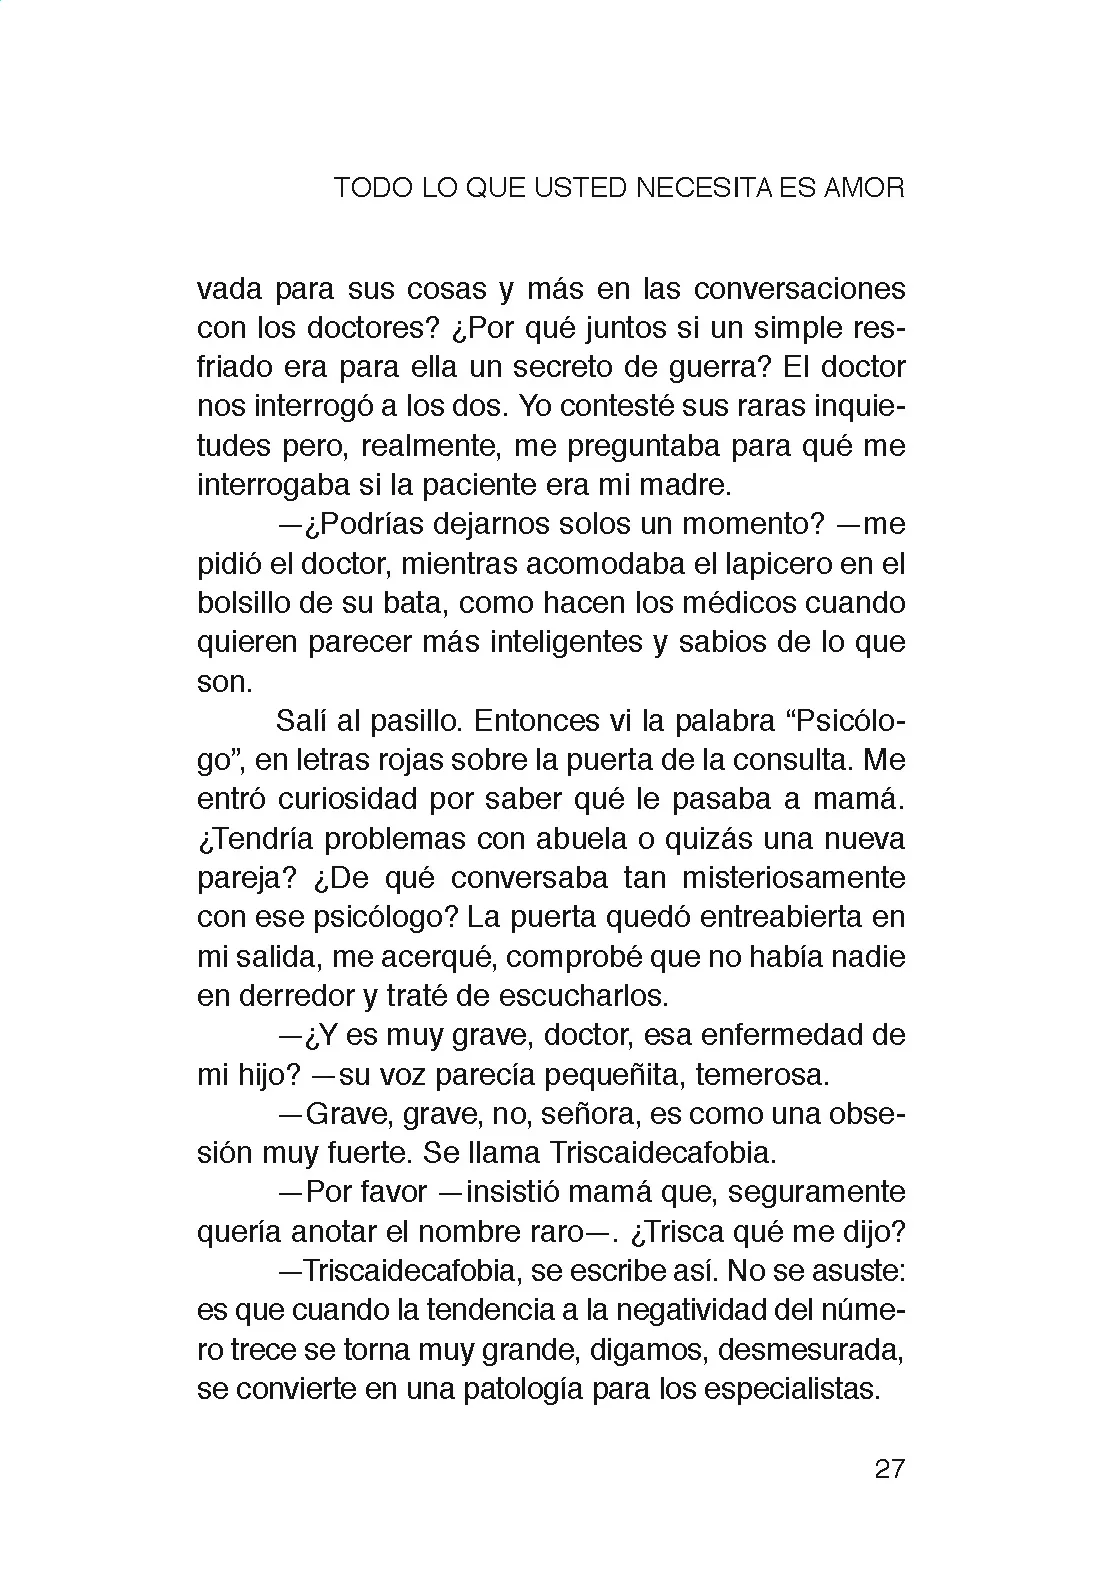 TODO LO QUE USTED NECESITA ES AMOR
vada para sus cosas y más en las conversaciones
con los doctores? ¿Por qué juntos si un simple res-
friado era para ella un secreto de guerra? El doctor
nos interrogó a los dos. Yo contesté sus raras inquie-
tudes pero, realmente, me preguntaba para qué me
interrogaba si la paciente era mi madre.
—¿Podrías dejarnos solos un momento? —me
pidió el doctor, mientras acomodaba el lapicero en el
bolsillo de su bata, como hacen los médicos cuando
quieren parecer más inteligentes y sabios de lo que
son.
Salí al pasillo. Entonces vi la palabra “Psicólo-
go”, en letras rojas sobre la puerta de la consulta. Me
entró curiosidad por saber qué le pasaba a mamá.
¿Tendría problemas con abuela o quizás una nueva
pareja? ¿De qué conversaba tan misteriosamente
con ese psicólogo? La puerta quedó entreabierta en
mi salida, me acerqué, comprobé que no había nadie
en derredor y traté de escucharlos.
—¿Y es muy grave, doctor, esa enfermedad de
mi hijo? —su voz parecía pequeñita, temerosa.
—Grave, grave, no, señora, es como una obse-
sión muy fuerte. Se llama Triscaidecafobia.
—Por favor —insistió mamá que, seguramente
quería anotar el nombre raro—. ¿Trisca qué me dijo?
—Triscaidecafobia, se escribe así. No se asuste:
es que cuando la tendencia a la negatividad del núme-
ro trece se torna muy grande, digamos, desmesurada,
se convierte en una patología para los especialistas.
27